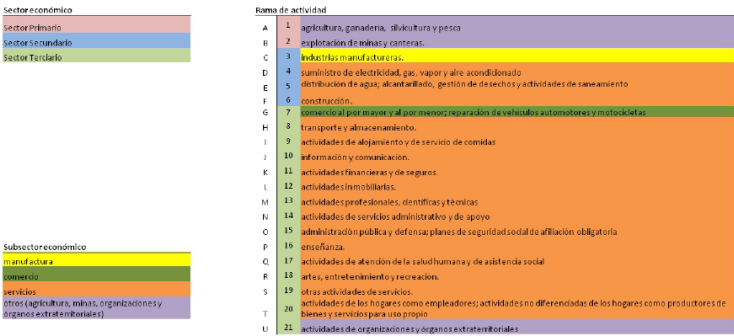 Sector económico
Sector Primario
Sector Secundario
Sector Terciario
Subsector económico
manufactura
comercio
servicios
otros (agricultura, minas, organizaciones y
órganos extraterritoriales)
Rama de actividad
A 1 agricultura, ganadería, silvicultura y pesca
B 2 explotación de minas y canteras.
C 3 industrias manufactureras.
D 4 suministro de electricidad, gas, vapor y aire acondicionado
E 5 distribución de agua; alcantarillado, gestión de desechos y actividades de saneamiento
F 6 construcción.
G 7 comercio al por mayor y al por menor; reparación de vehículos automotores y motocicletas
H 8 transporte y almacenamiento.
I 9 actividades de alojamiento y de servicio de comidas
J 10 información y comunicación.
K 11 actividades financieras y de seguros.
L 12 actividades inmobiliarias.
M 13 actividades profesionales, científicas y técnicas
N 14 actividades de servicios administrativo y de apoyo
O 15 administración pública y defensa; planes de seguridad social de afiliación obligatoria
P 16 enseñanza.
Q 17 actividades de atención de la salud humana y de asistencia social
R 18 artes, entretenimiento y recreación.
S 19 otras actividades de servicios.
T 20 actividades de los hogares como empleadores; actividades no diferenciadas de los hogares como productores de
bienes y servicios para uso propio
U 21 actividades de organizaciones y órganos extraterritoriales